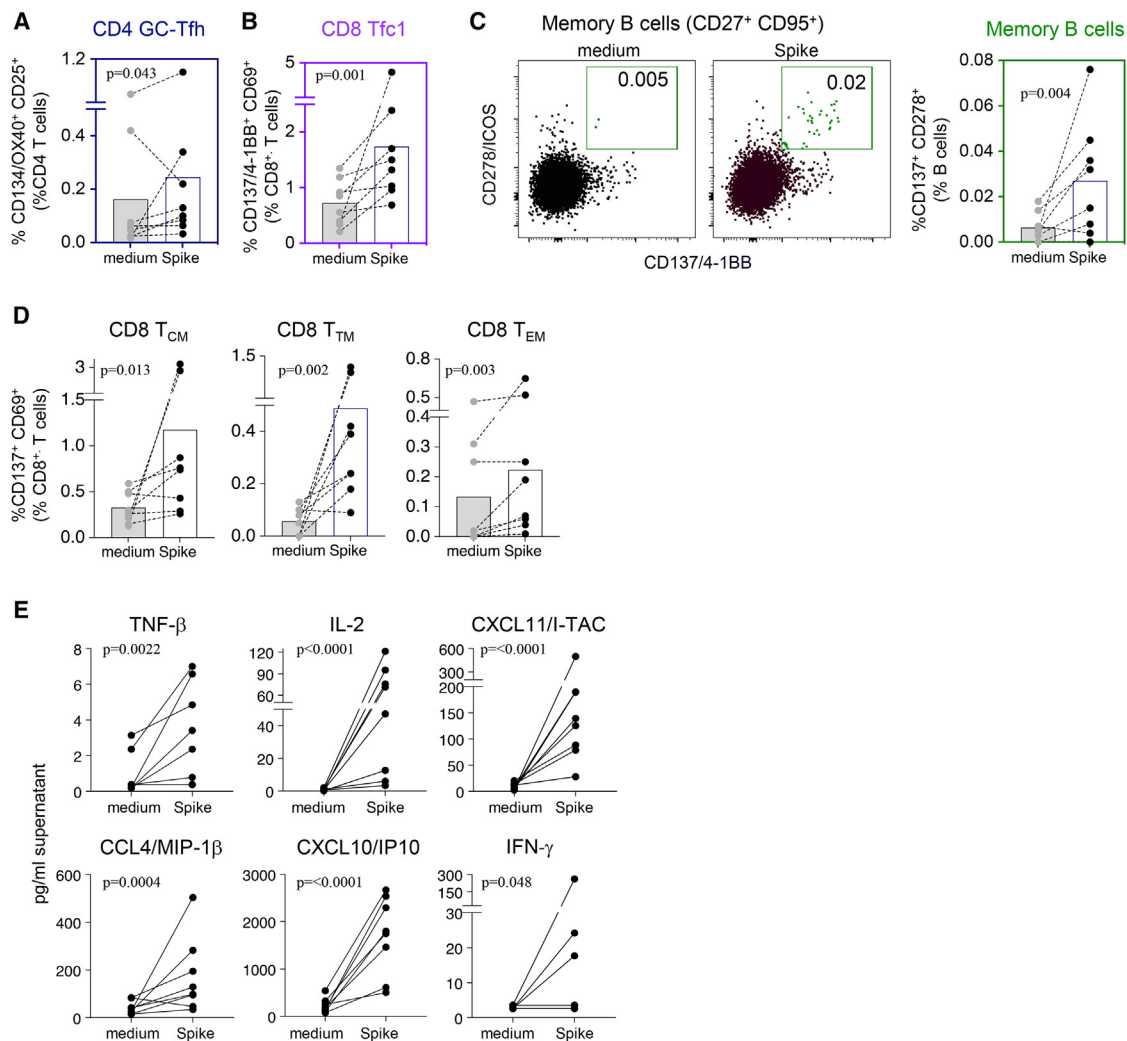 A
CD4 GC-Tfh
% CD134/OX40⁺ CD25⁺
(%CD4 T cells)
1.2
0.4
0.2
0.0
p=0.043
medium Spike
B
CD8 Tfc1
% CD137/4-1BB⁺ CD69⁺
(% CD8⁺· T cells)
5
2
1
0
p=0.001
medium Spike
C
Memory B cells (CD27⁺ CD95⁺)
medium
Spike
0.005
0.02
CD278/ICOS
CD137/4-1BB
Memory B cells
%CD137⁺ CD278⁺
(% B cells)
0.08
0.06
0.04
0.02
0.00
p=0.004
medium Spike
D
CD8 T_CM
%CD137⁺ CD69⁺
(% CD8⁺· T cells)
3
1.5
1.0
0.5
0.0
p=0.013
medium Spike
CD8 T_TM
1.5
0.4
0.2
0.0
p=0.002
medium Spike
CD8 T_EM
0.8
0.5
0.4
0.3
0.2
0.1
0.0
p=0.003
medium Spike
E
pg/ml supernatant
TNF-β
p=0.0022
8
6
4
2
0
medium Spike
IL-2
p<0.0001
120
90
60
40
20
0
medium Spike
CXCL11/I-TAC
p=<0.0001
600
300
200
150
100
50
0
medium Spike
CCL4/MIP-1β
p=0.0004
600
400
200
0
medium Spike
CXCL10/IP10
p=<0.0001
3000
2000
1000
0
medium Spike
IFN-γ
p=0.048
300
150
30
20
10
0
medium Spike